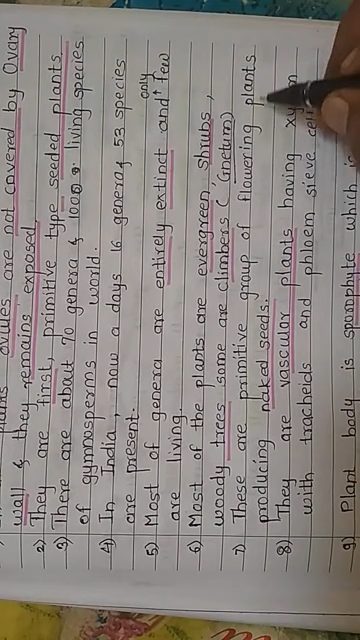 plants ovules are not covered by Ovary
wall & they remains exposed
2) They are first, primitive type seeded plants
3) There are about 70 genera & 1000 living species
of gymnosperms in world.
4) In India, now a days 16 genera & 53 species
are present.
5) Most of genera are entirely extinct and only few
are living.
6) Most of the plants are evergreen, shrubs,
woody trees some are climbers (Gnetum)
7) These are primitive group of flowering plants
producing naked seeds.
8) They are vascular plants having
with tracheids and phloem sieve
9) Plant body is sporophyte which